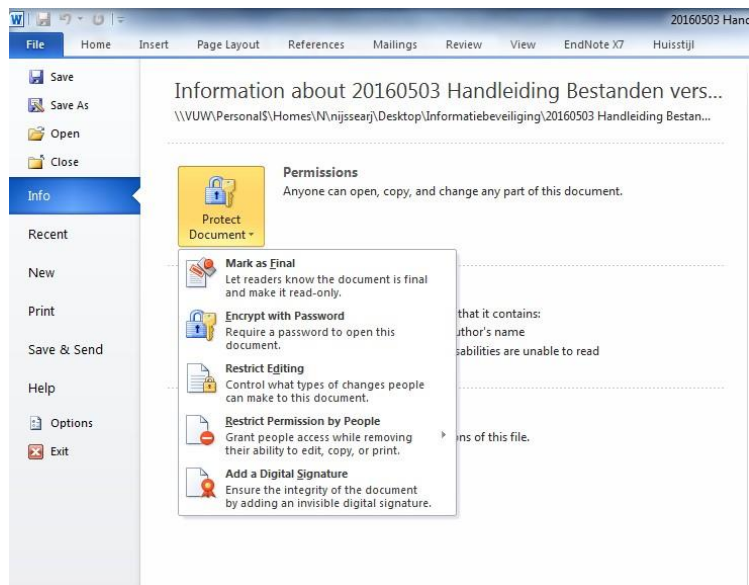 20160503 Hand
File Home Insert Page Layout References Mailings Review View EndNote X7 Huisstijl
Save
Save As
Open
Close
Info
Recent
New
Print
Save & Send
Help
Options
Exit
Information about 20160503 Handleiding Bestanden vers...
\\VUW\Personal$\Homes\N\nijssearj\Desktop\Informatiebeveiliging\20160503 Handleiding Bestan...
Protect
Document
Permissions
Anyone can open, copy, and change any part of this document.
Mark as Final
Let readers know the document is final
and make it read-only.
Encrypt with Password
Require a password to open this
document.
Restrict Editing
Control what types of changes people
can make to this document.
Restrict Permission by People
Grant people access while removing
their ability to edit, copy, or print.
Add a Digital Signature
Ensure the integrity of the document
by adding an invisible digital signature.
that it contains:
uthor's name
sabilities are unable to read
ons of this file.